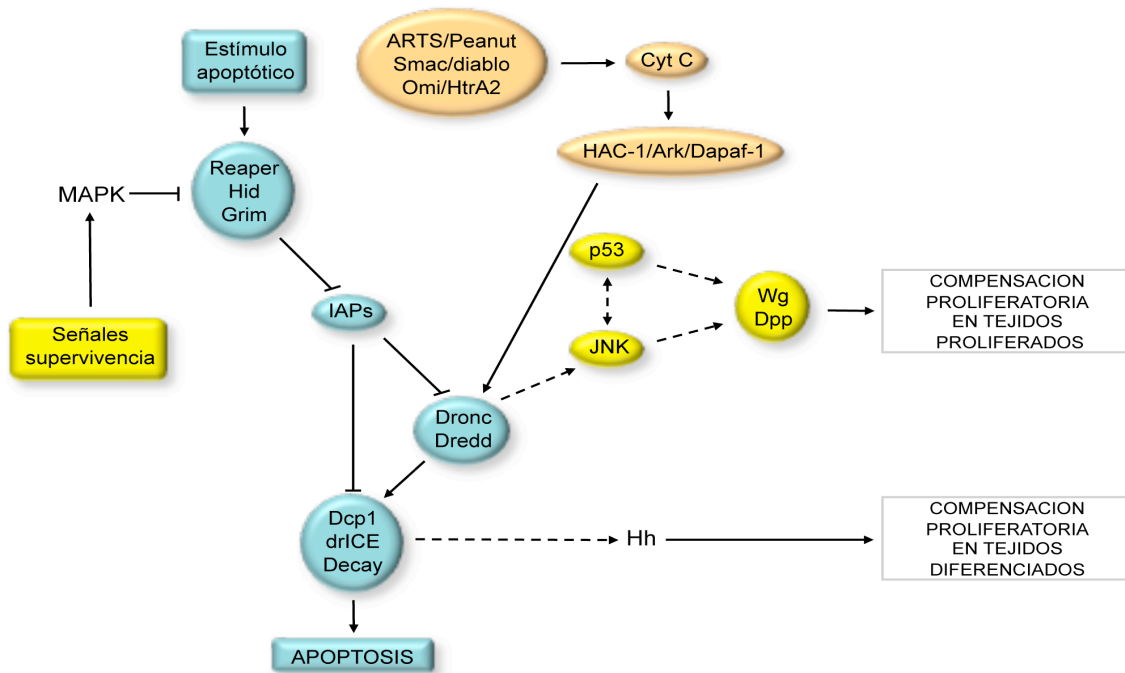 Estímulo
apoptótico
ARTS/Peanut
Smac/diablo
Omi/HtrA2
Cyt C
HAC-1/Ark/Dapaf-1
Reaper
Hid
Grim
MAPK
p53
IAPs
Wg
Dpp
COMPENSACION
PROLIFERATORIA
EN TEJIDOS
PROLIFERADOS
Señales
supervivencia
JNK
Dronc
Dredd
Dcp1
drICE
Decay
Hh
COMPENSACION
PROLIFERATORIA
EN TEJIDOS
DIFERENCIADOS
APOPTOSIS